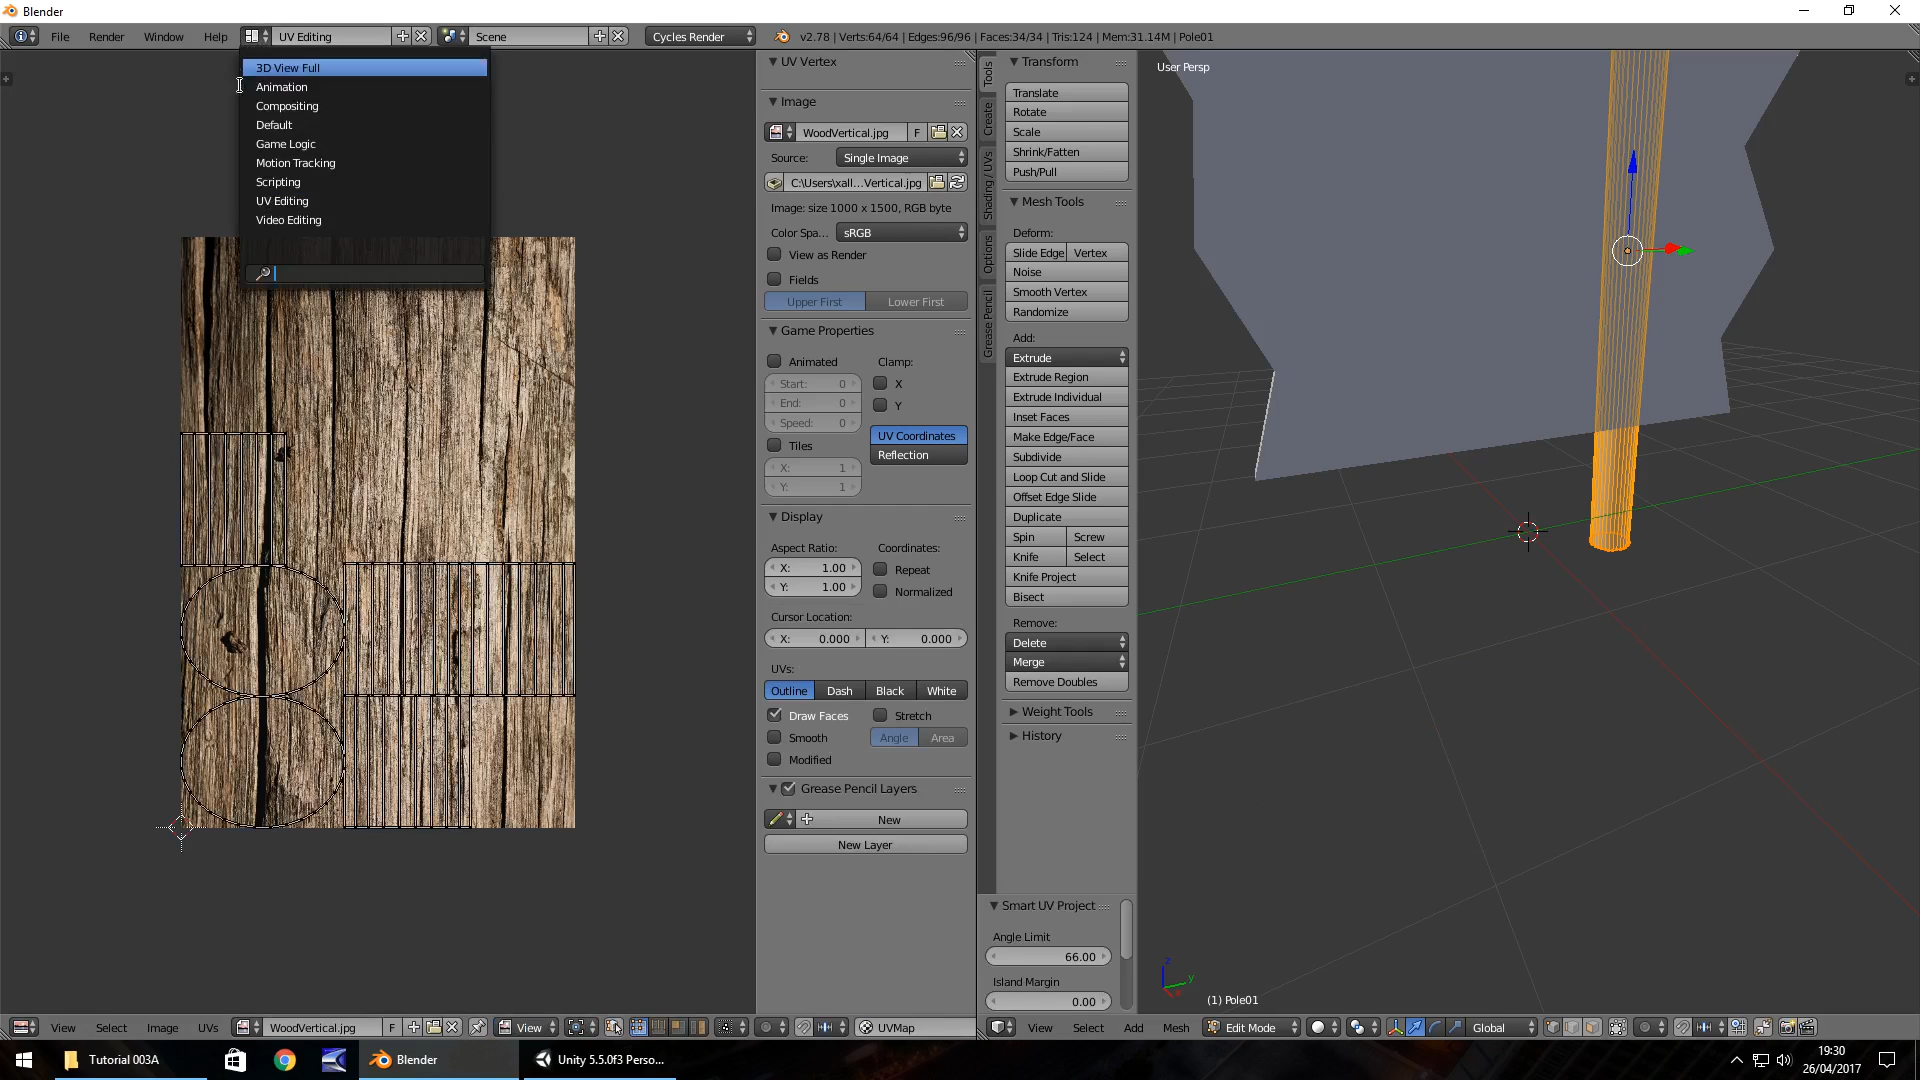 Blender
File Render Window Help UV Editing Scene Cycles Render v2.78 | Verts:64/64 | Edges:96/96 | Faces:34/34 | Tris:124 | Mem:31.14M | Pole01
3D View Full
Animation
Compositing
Default
Game Logic
Motion Tracking
Scripting
UV Editing
Video Editing
UV Vertex
Image
WoodVertical.jpg F
Source: Single Image
C:\Users\xall...Vertical.jpg
Image: size 1000 x 1500, RGB byte
Color Spa... sRGB
View as Render
Fields
Upper First Lower First
Game Properties
Animated Clamp:
Start: 0 X
End: 0 Y
Speed: 0
UV Coordinates
Tiles Reflection
X: 1
Y: 1
Display
Aspect Ratio: Coordinates:
X: 1.00 Repeat
Y: 1.00 Normalized
Cursor Location:
X: 0.000 Y: 0.000
UVs:
Outline Dash Black White
Draw Faces Stretch
Smooth Angle Area
Modified
Grease Pencil Layers
New
New Layer
Tools
Create
Shading / UVs
Options
Grease Pencil
Transform
Translate
Rotate
Scale
Shrink/Fatten
Push/Pull
Mesh Tools
Deform:
Slide Edge Vertex
Noise
Smooth Vertex
Randomize
Add:
Extrude
Extrude Region
Extrude Individual
Inset Faces
Make Edge/Face
Subdivide
Loop Cut and Slide
Offset Edge Slide
Duplicate
Spin Screw
Knife Select
Knife Project
Bisect
Remove:
Delete
Merge
Remove Doubles
Weight Tools
History
Smart UV Project
Angle Limit
66.00
Island Margin
0.00
User Persp
z
y
x
(1) Pole01
View Select Image UVs WoodVertical.jpg F View UVMap
View Select Add Mesh Edit Mode Global
Tutorial 003A Blender Unity 5.5.0f3 Perso...
19:30
26/04/2017